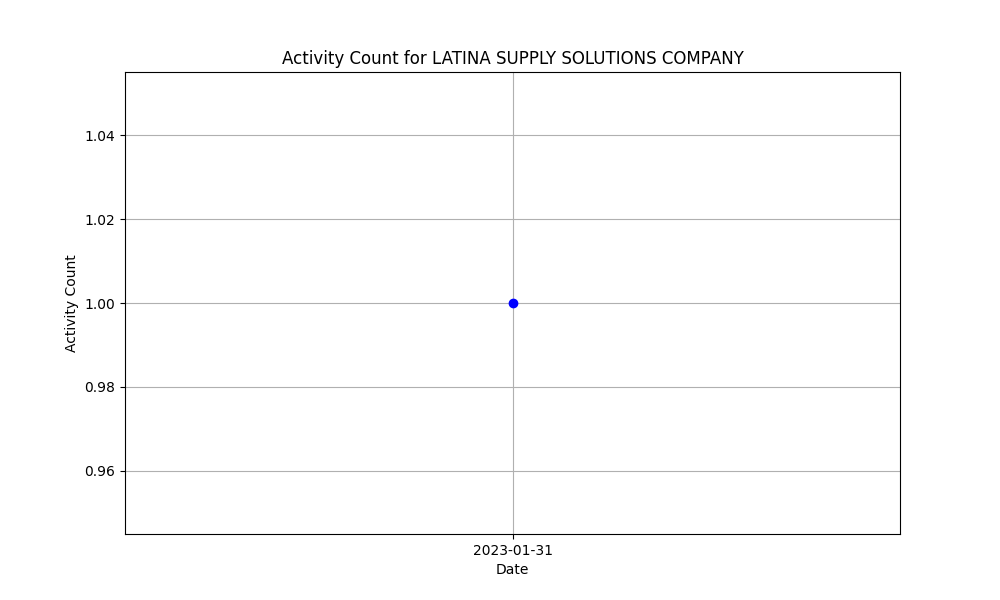 Activity Count for LATINA SUPPLY SOLUTIONS COMPANY
1.04
1.02
1.00
0.98
0.96
Activity Count
2023-01-31
Date